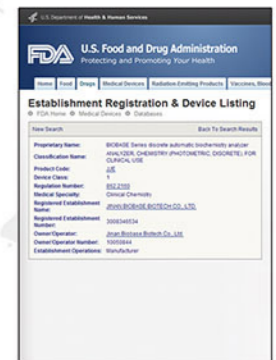 U.S. Department of Health & Human Services
FDA U.S. Food and Drug Administration
Protecting and Promoting Your Health
Home Food Drugs Medical Devices Radiation-Emitting Products Vaccines, Blood
Establishment Registration & Device Listing
FDA Home Medical Devices Databases
New Search Back To Search Results
Proprietary Name: BIOBASE Series discrete automatic biochemistry analyzer
Classification Name: ANALYZER, CHEMISTRY (PHOTOMETRIC, DISCRETE), FOR
CLINICAL USE
Product Code: JJE
Device Class: 1
Regulation Number: 862.2160
Medical Specialty: Clinical Chemistry
Registered Establishment
Name: JINAN BIOBASE BIOTECH CO., LTD.
Registered Establishment
Number:
Owner/Operator: Jinan Biobase Biotech Co., Ltd.
Owner/Operator Number:
Establishment Operations: Manufacturer